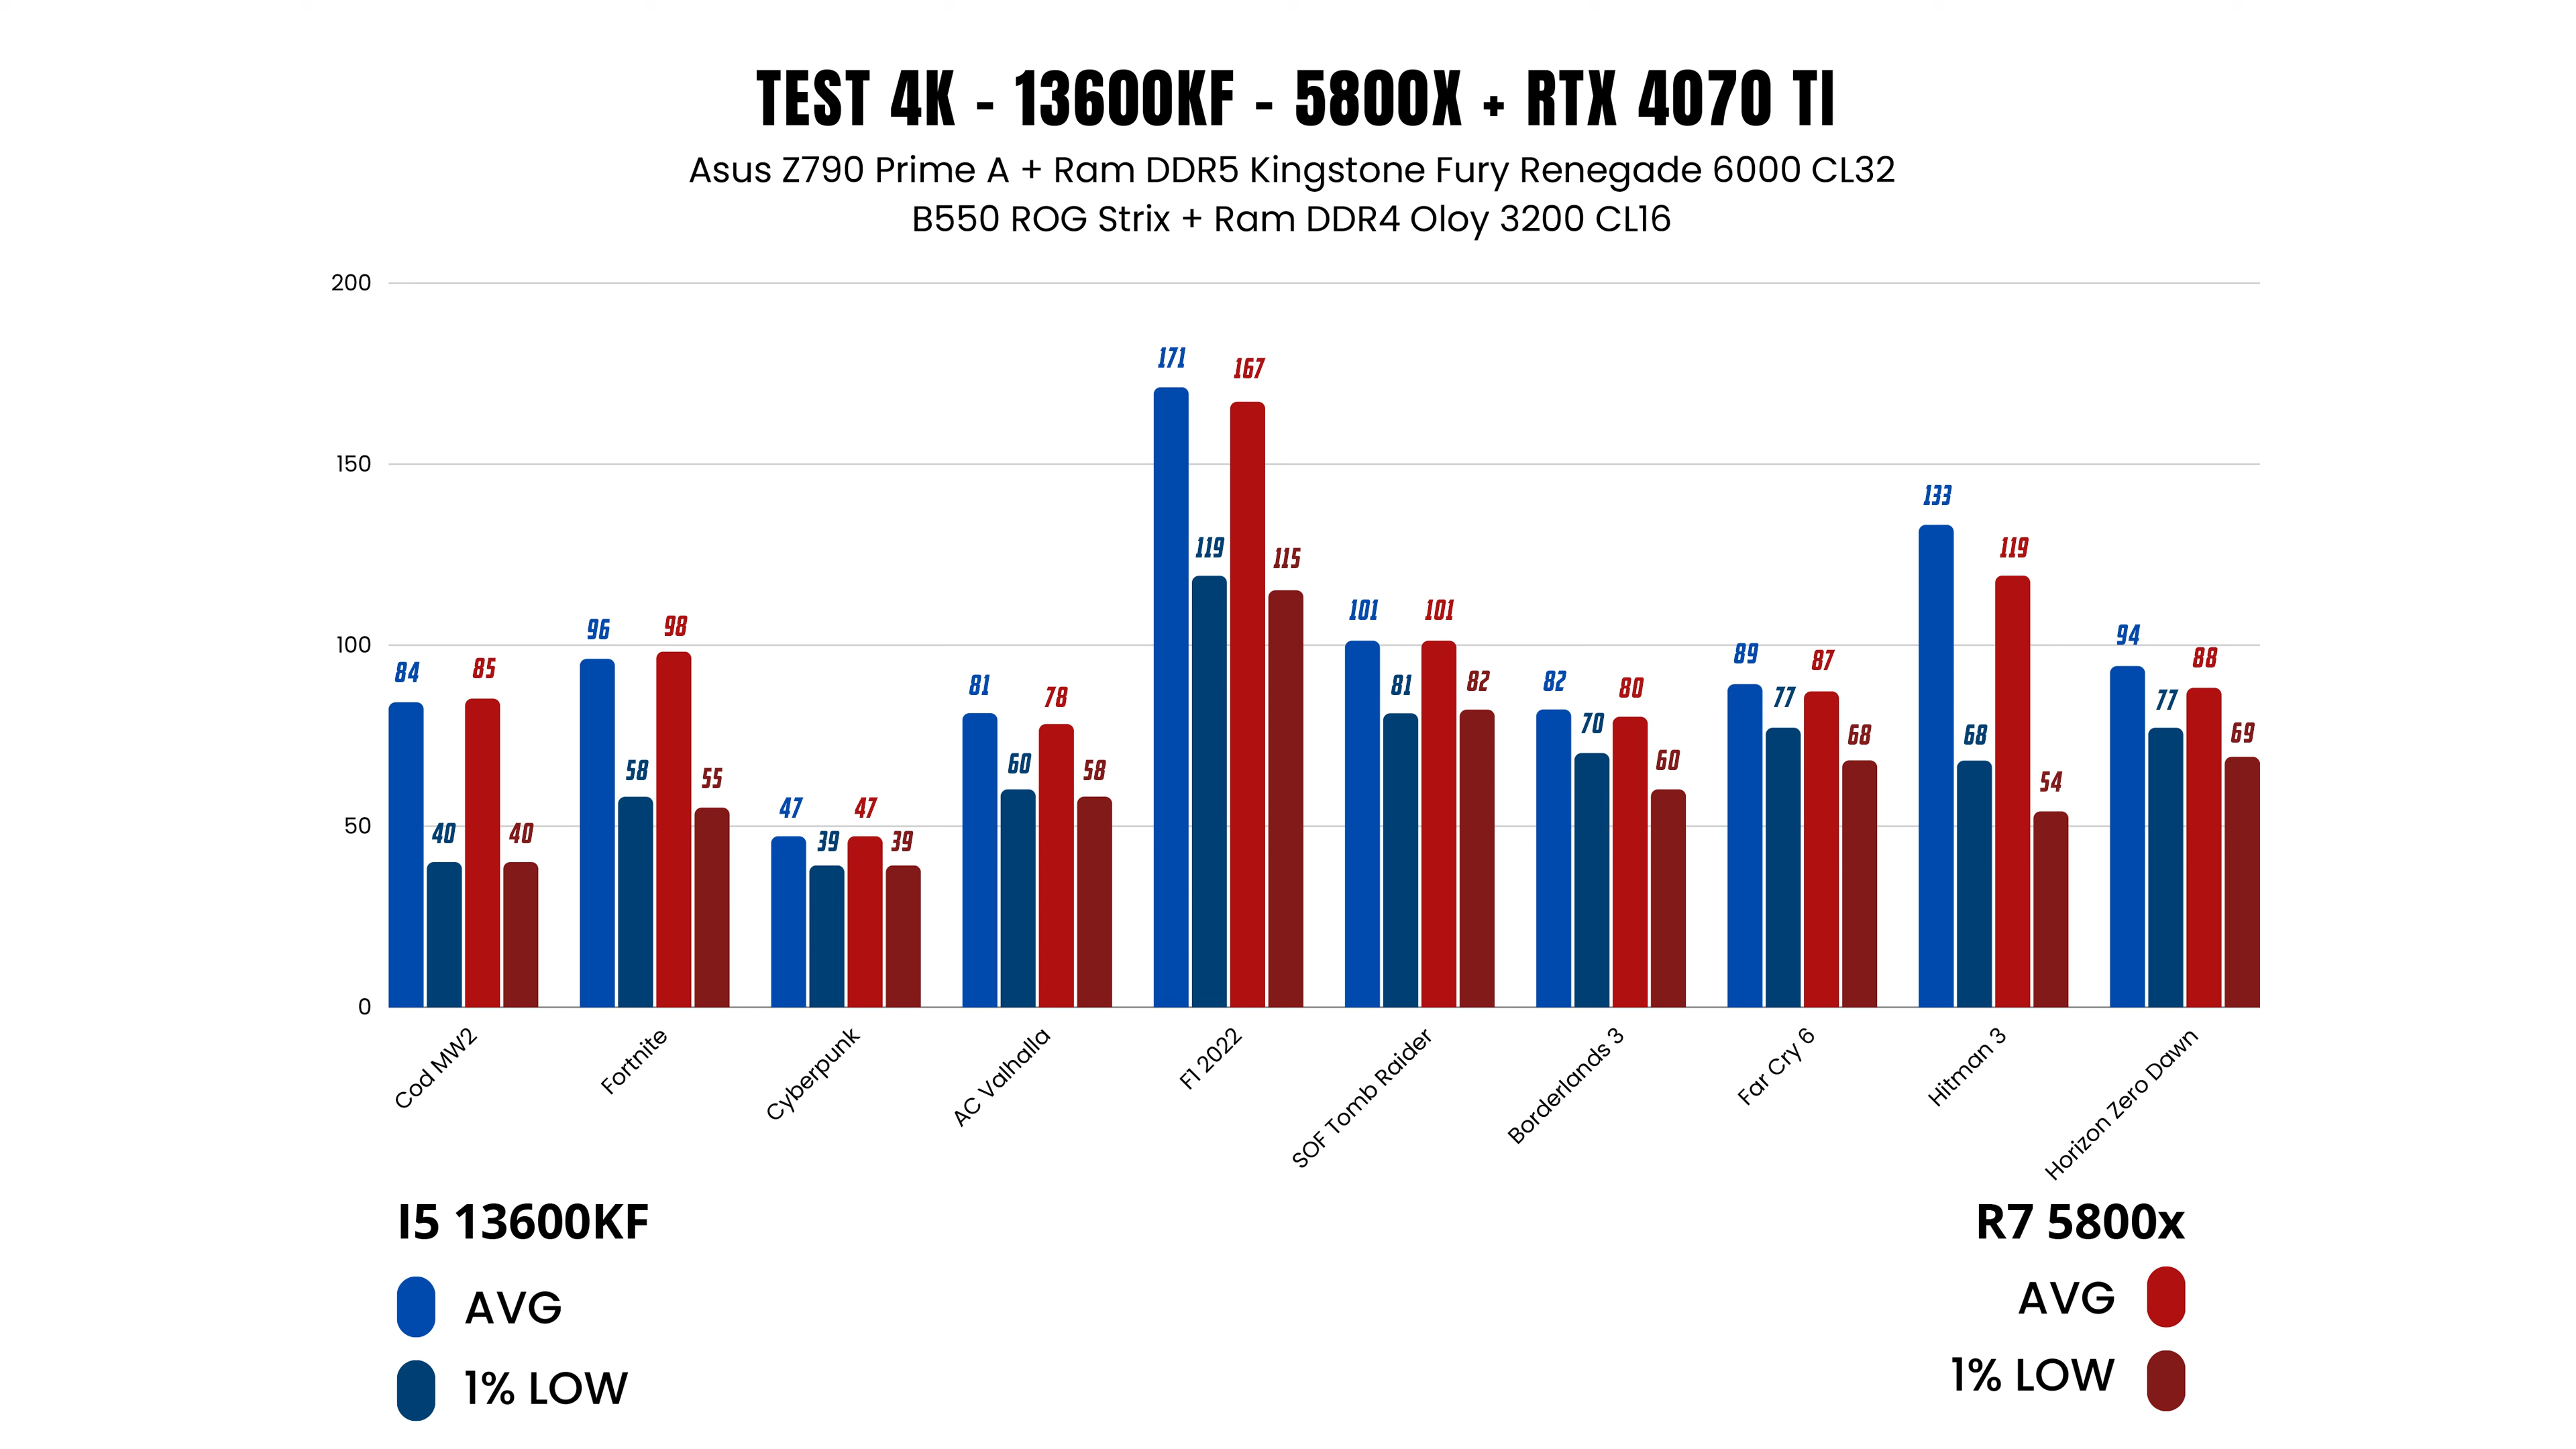 TEST 4K - 13600KF - 5800X + RTX 4070 TI
Asus Z790 Prime A + Ram DDR5 Kingstone Fury Renegade 6000 CL32
B550 ROG Strix + Ram DDR4 Oloy 3200 CL16
200
150
100
50
0
84 40 85 40
96 58 98 55
47 39 47 39
81 60 78 58
171 119 167 115
101 81 101 82
82 70 80 60
89 77 87 68
133 68 119 54
94 77 88 69
Cod MW2
Fortnite
Cyberpunk
AC Valhalla
F1 2022
SOF Tomb Raider
Borderlands 3
Far Cry 6
Hitman 3
Horizon Zero Dawn
I5 13600KF
AVG
1% LOW
R7 5800x
AVG
1% LOW